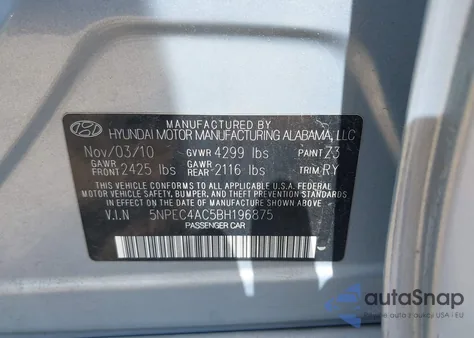 MANUFACTURED BY
HYUNDAI MOTOR MANUFACTURING ALABAMA, LLC
Nov/03/10 GVWR 4299 lbs PAINT Z3
GAWR FRONT 2425 lbs GAWR REAR 2116 lbs TRIM RY
THIS VEHICLE CONFORMS TO ALL APPLICABLE U.S.A. FEDERAL
MOTOR VEHICLE SAFETY, BUMPER, AND THEFT PREVENTION STANDARDS
IN EFFECT ON THE DATE OF MANUFACTURE SHOWN ABOVE.
V.I.N 5NPEC4AC5BH196875
PASSENGER CAR
autoSnap
z USA i EU